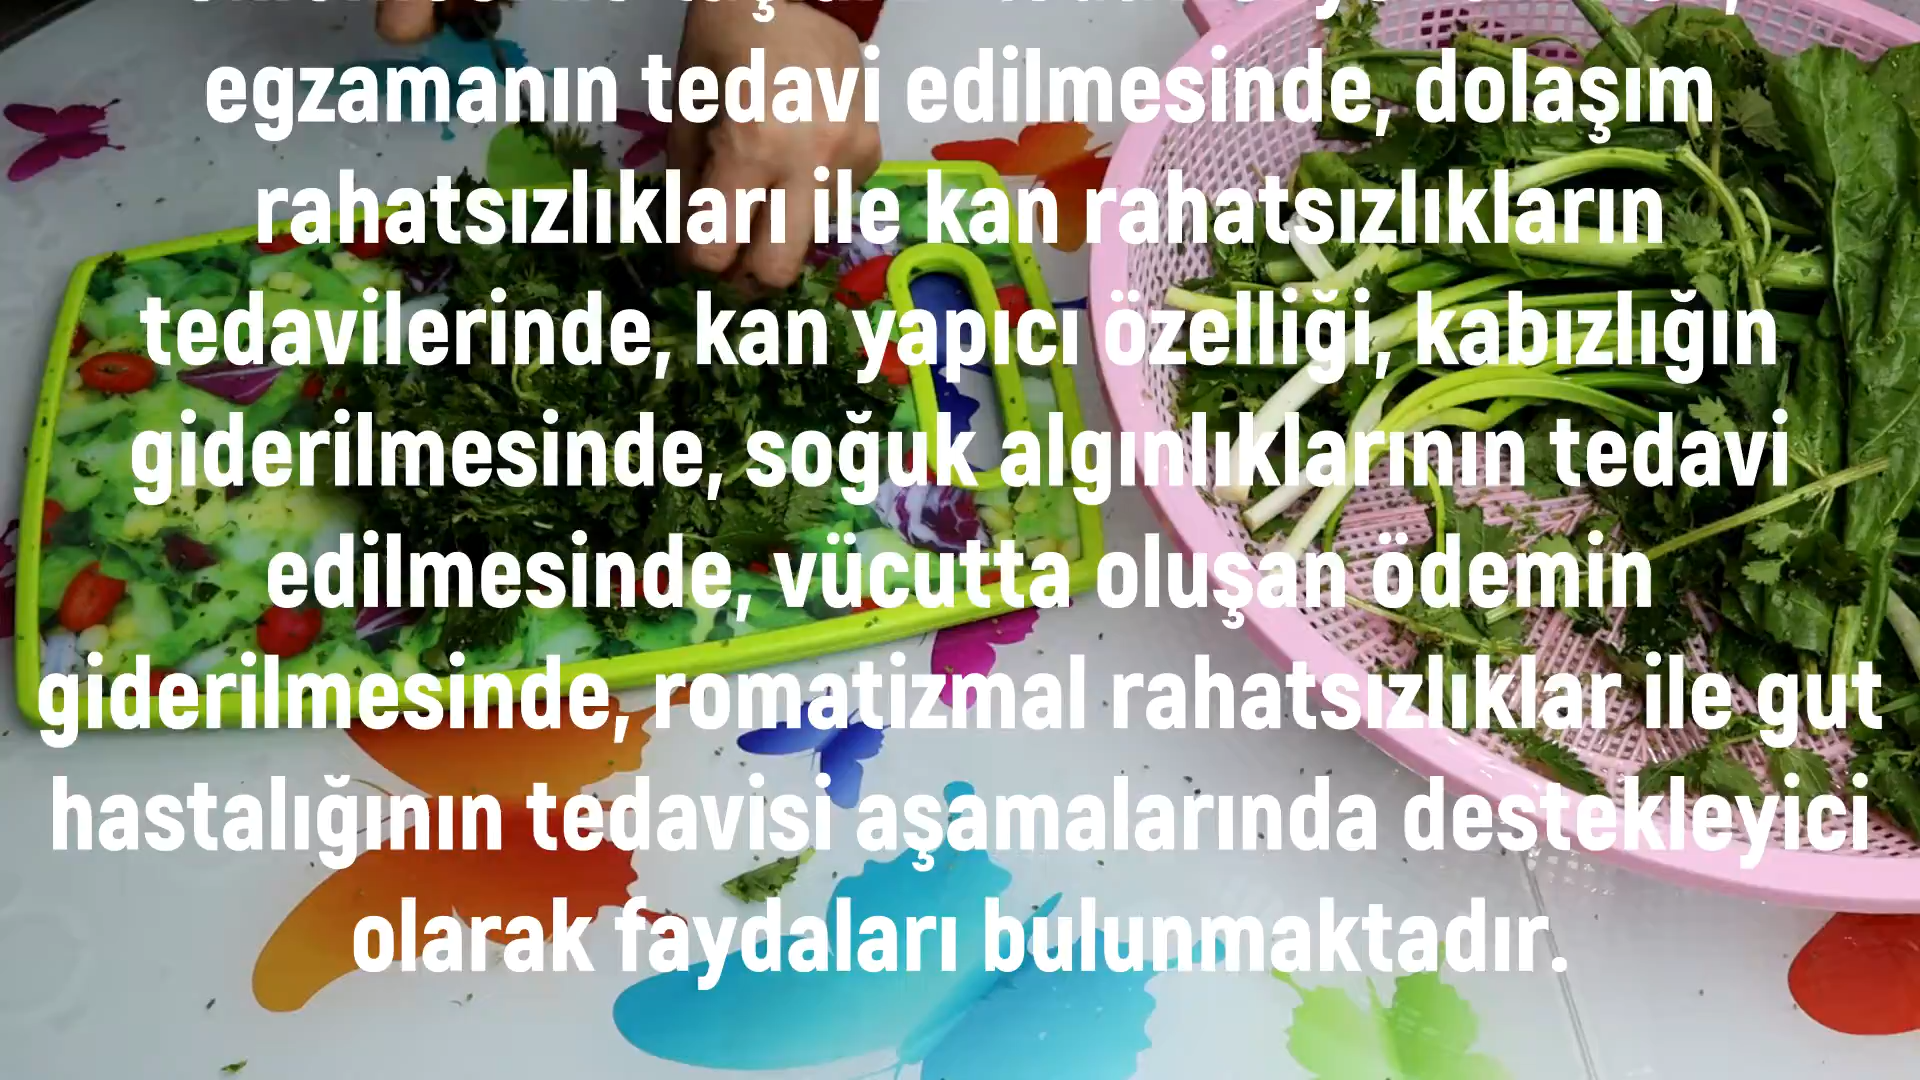 egzamanın tedavi edilmesinde, dolaşım
rahatsızlıkları ile kan rahatsızlıkların
tedavilerinde, kan yapıcı özelliği, kabızlığın
giderilmesinde, soğuk algınlıklarının tedavi
edilmesinde, vücutta oluşan ödemin
giderilmesinde, romatizmal rahatsızlıklar ile gut
hastalığının tedavisi aşamalarında destekleyici
olarak faydaları bulunmaktadır.